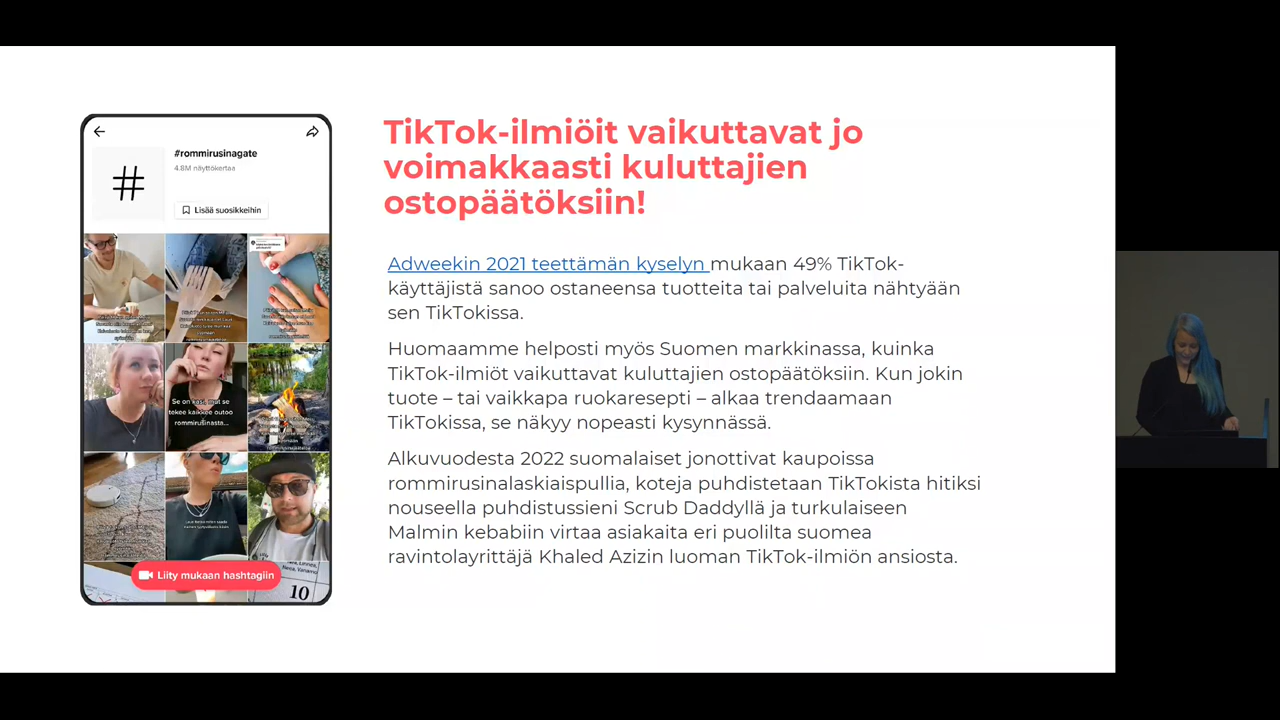 #rommirusinagate
4.8M näyttökertaa
Lisää suosikkeihin
Se on kasi, mut se
tekee kaikkee outoo
rommirusinasta...
Liity mukaan hashtagiin
10
TikTok-ilmiöit vaikuttavat jo
voimakkaasti kuluttajien
ostopäätöksiin!
Adweekin 2021 teettämän kyselyn mukaan 49% TikTok-
käyttäjistä sanoo ostaneensa tuotteita tai palveluita nähtyään
sen TikTokissa.
Huomaamme helposti myös Suomen markkinassa, kuinka
TikTok-ilmiöt vaikuttavat kuluttajien ostopäätöksiin. Kun jokin
tuote – tai vaikkapa ruokaresepti – alkaa trendaamaan
TikTokissa, se näkyy nopeasti kysynnässä.
Alkuvuodesta 2022 suomalaiset jonottivat kaupoissa
rommirusinalaskiaispullia, koteja puhdistetaan TikTokista hitiksi
nouseella puhdistussieni Scrub Daddyllä ja turkulaiseen
Malmin kebabiin virtaa asiakaita eri puolilta suomea
ravintolayrittäjä Khaled Azizin luoman TikTok-ilmiön ansiosta.